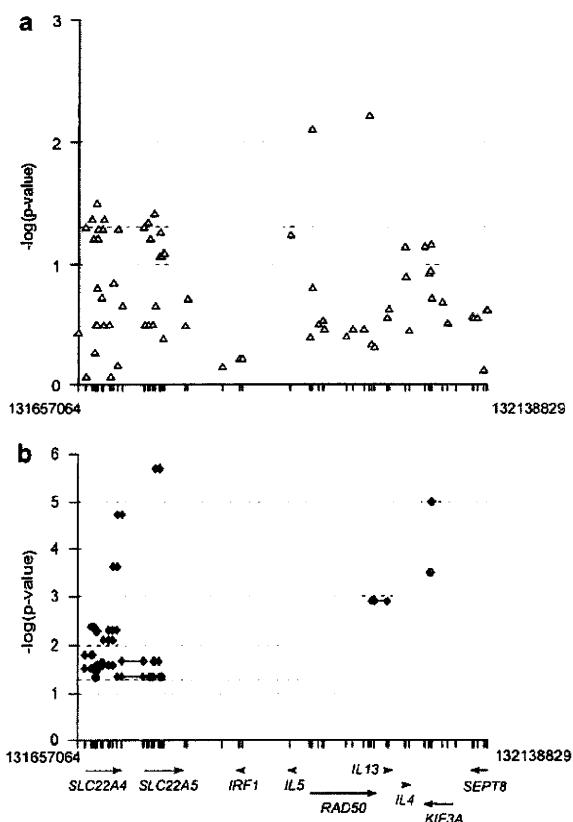 a
3
2
1
0
-log(p-value)
131657064
132138829
b
6
5
4
3
2
1
0
-log(p-value)
131657064
132138829
SLC22A4
SLC22A5
IRF1
IL5
RAD50
IL13
IL4
KIF3A
SEPT8